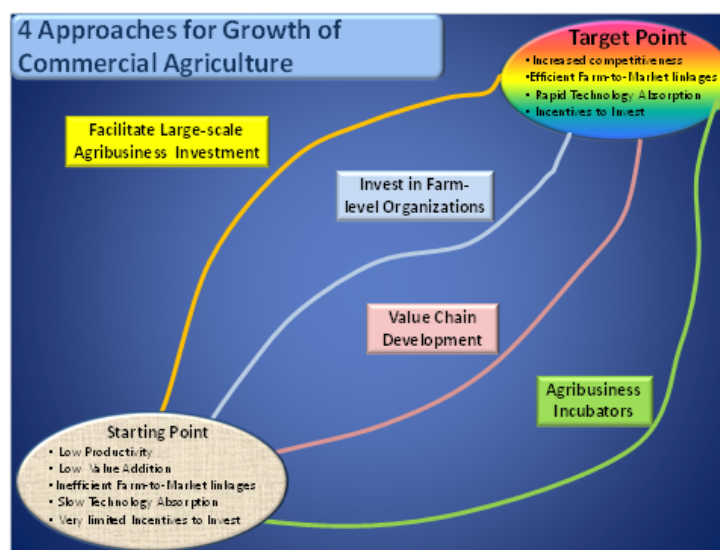 4 Approaches for Growth of
Commercial Agriculture
Target Point
• Increased competitiveness
•Efficient Farm-to-Market linkages
• Rapid Technology Absorption
• Incentives to Invest
Facilitate Large-scale
Agribusiness Investment
Invest in Farm-
level Organizations
Value Chain
Development
Agribusiness
Incubators
Starting Point
• Low Productivity
• Low Value Addition
•Inefficient Farm-to-Market linkages
• Slow Technology Absorption
• Very limited Incentives to Invest